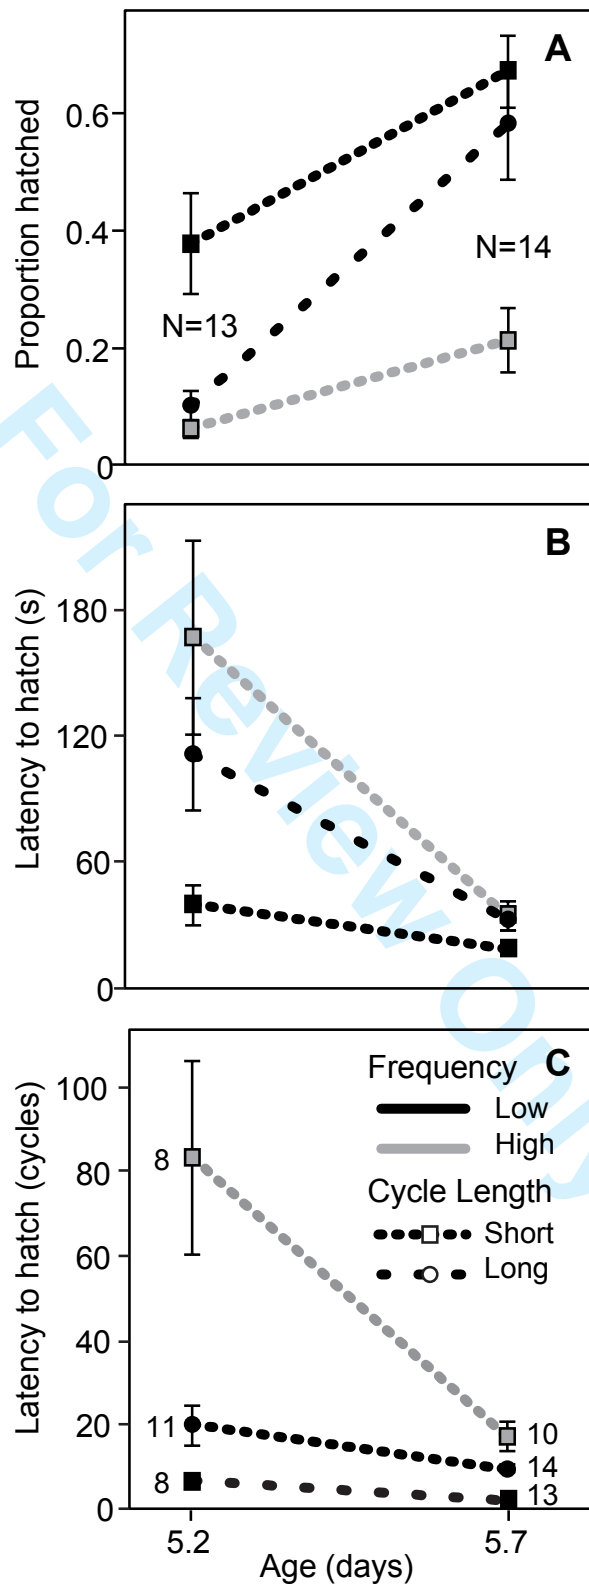 A
Proportion hatched
0.6
0.4
0.2
0
N=13
N=14
B
Latency to hatch (s)
180
120
60
0
C
Latency to hatch (cycles)
100
80
60
40
20
0
Frequency
Low
High
Cycle Length
Short
Long
8
11
8
10
14
13
5.2
5.7
Age (days)
For Review Only